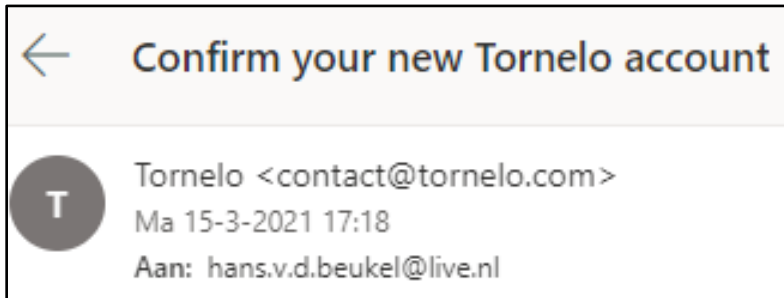 Confirm your new Tornelo account
T
Tornelo <contact@tornelo.com>
Ma 15-3-2021 17:18
Aan: hans.v.d.beukel@live.nl